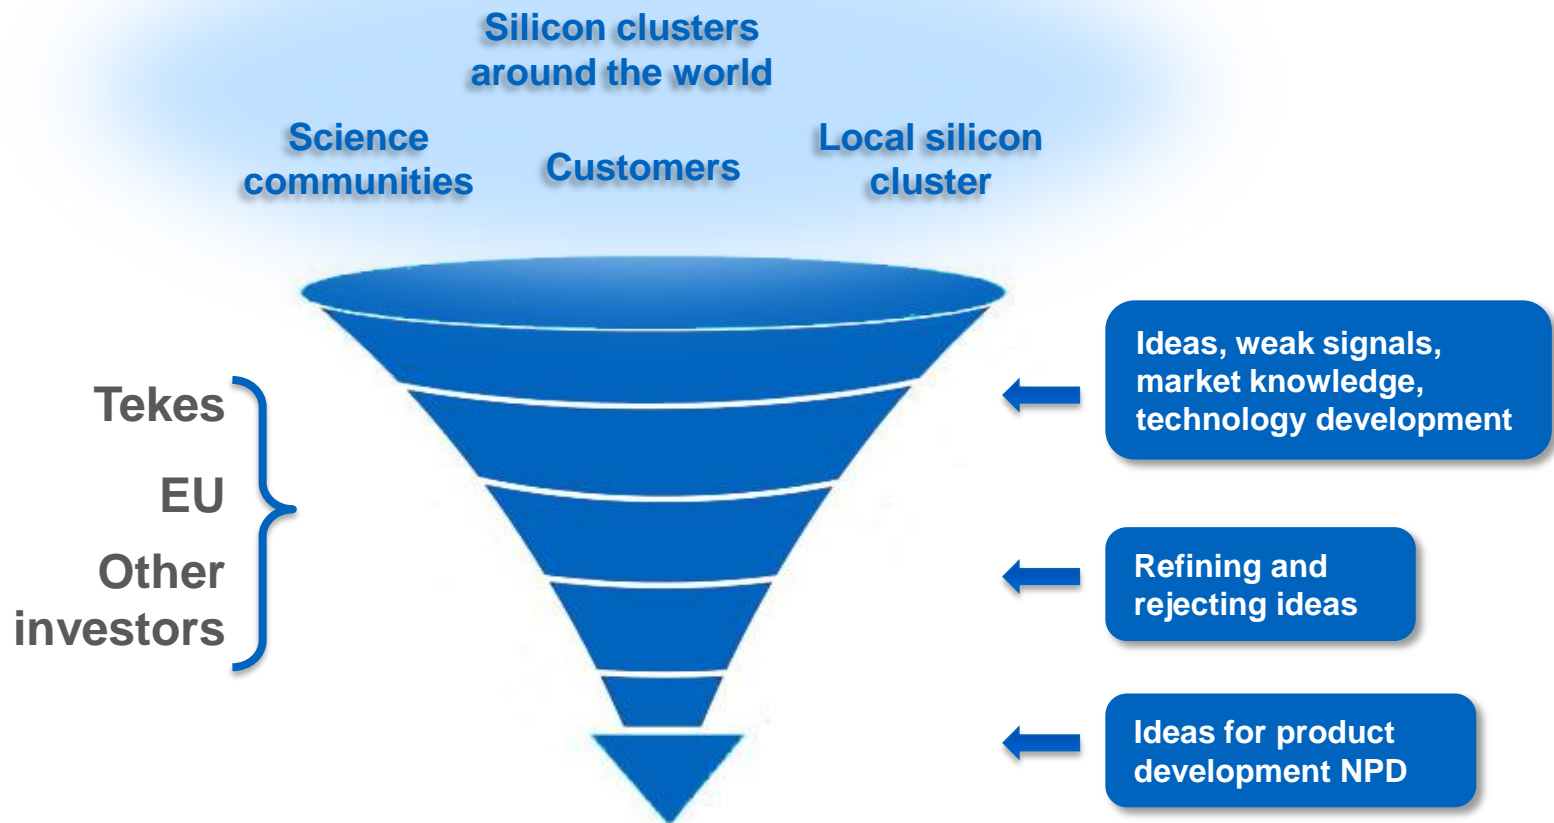 Silicon clusters
around the world
Science
communities
Customers
Local silicon
cluster
Tekes
EU
Other
investors
Ideas, weak signals,
market knowledge,
technology development
Refining and
rejecting ideas
Ideas for product
development NPD